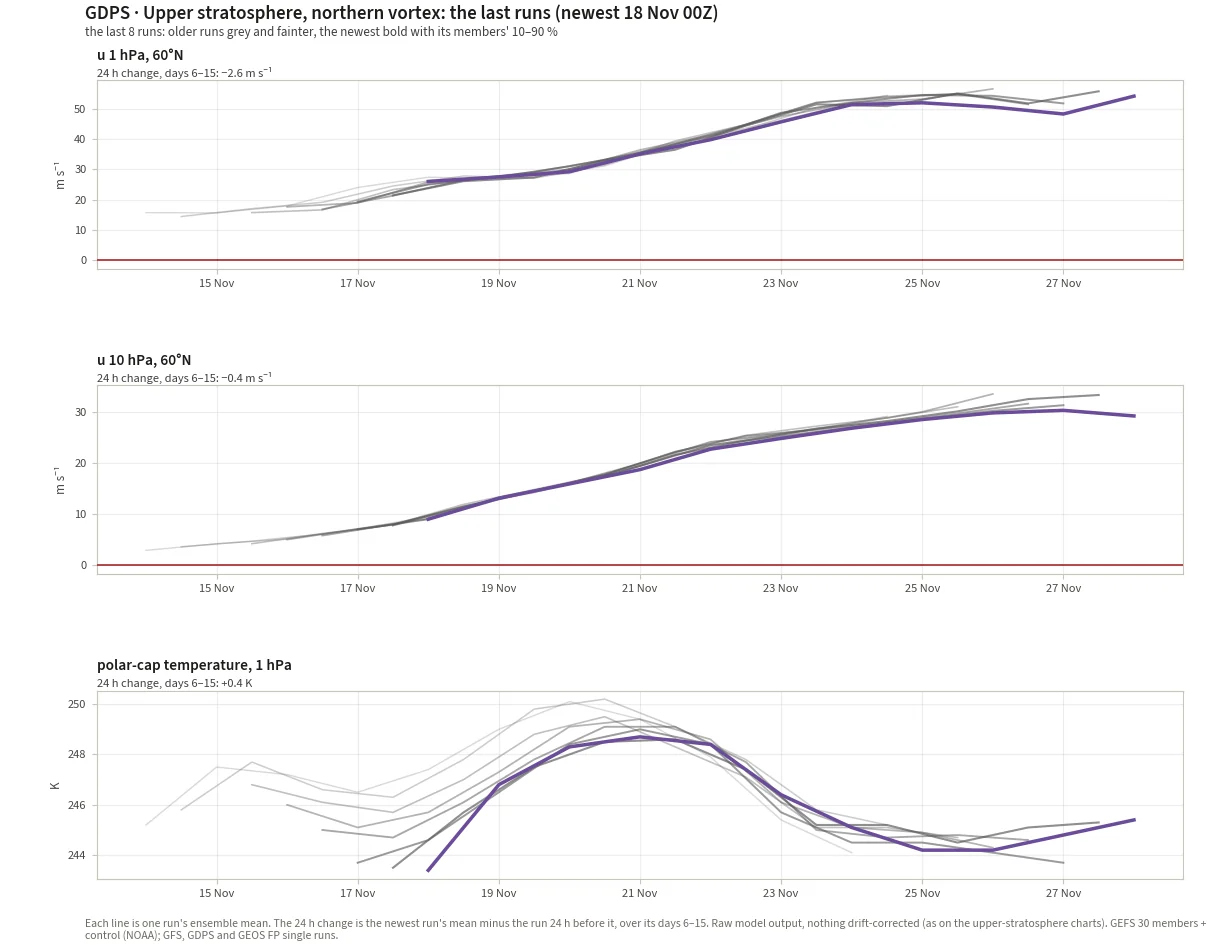 GDPS · Upper stratosphere, northern vortex: the last runs (newest 18 Nov 00Z)
the last 8 runs: older runs grey and fainter, the newest bold with its members' 10–90 %
u 1 hPa, 60°N
24 h change, days 6–15: −2.6 m s⁻¹
50
40
30
20
10
0
m s⁻¹
15 Nov 17 Nov 19 Nov 21 Nov 23 Nov 25 Nov 27 Nov
u 10 hPa, 60°N
24 h change, days 6–15: −0.4 m s⁻¹
30
20
10
0
m s⁻¹
15 Nov 17 Nov 19 Nov 21 Nov 23 Nov 25 Nov 27 Nov
polar-cap temperature, 1 hPa
24 h change, days 6–15: +0.4 K
250
248
246
244
K
15 Nov 17 Nov 19 Nov 21 Nov 23 Nov 25 Nov 27 Nov
Each line is one run's ensemble mean. The 24 h change is the newest run's mean minus the run 24 h before it, over its days 6–15. Raw model output, nothing drift-corrected (as on the upper-stratosphere charts). GEFS 30 members +
control (NOAA); GFS, GDPS and GEOS FP single runs.